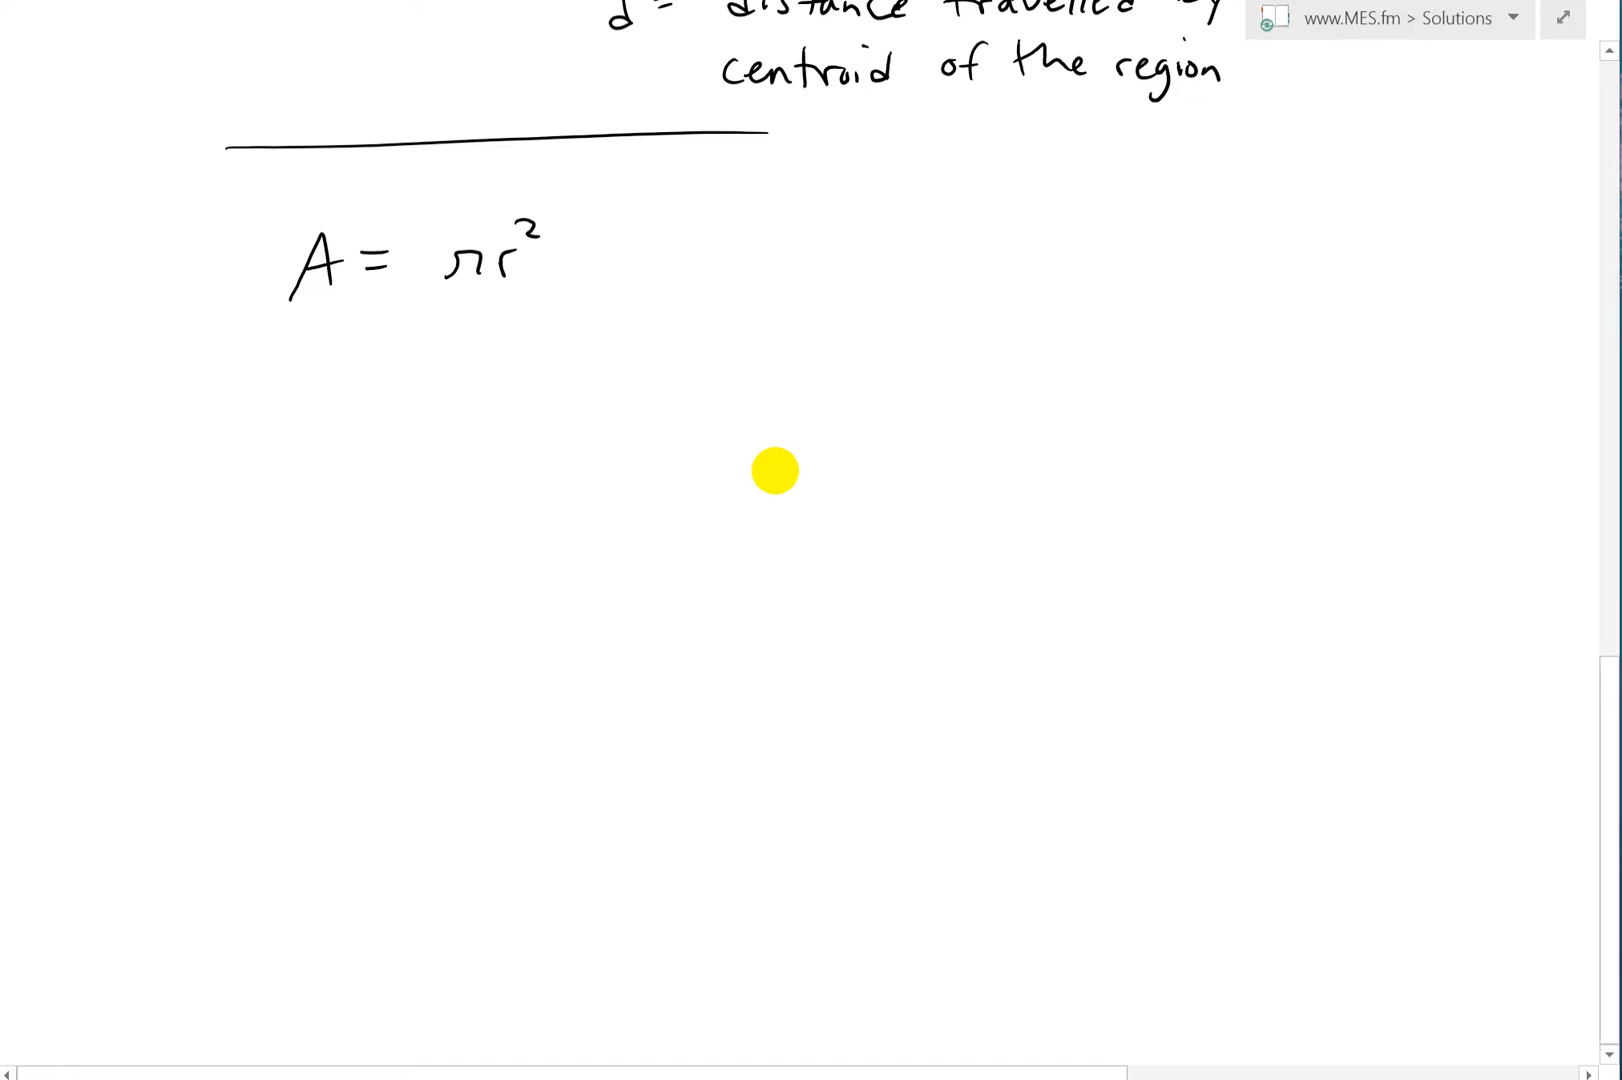 d = distance travelled by
www.MES.fm > Solutions
centroid of the region
A = πr²